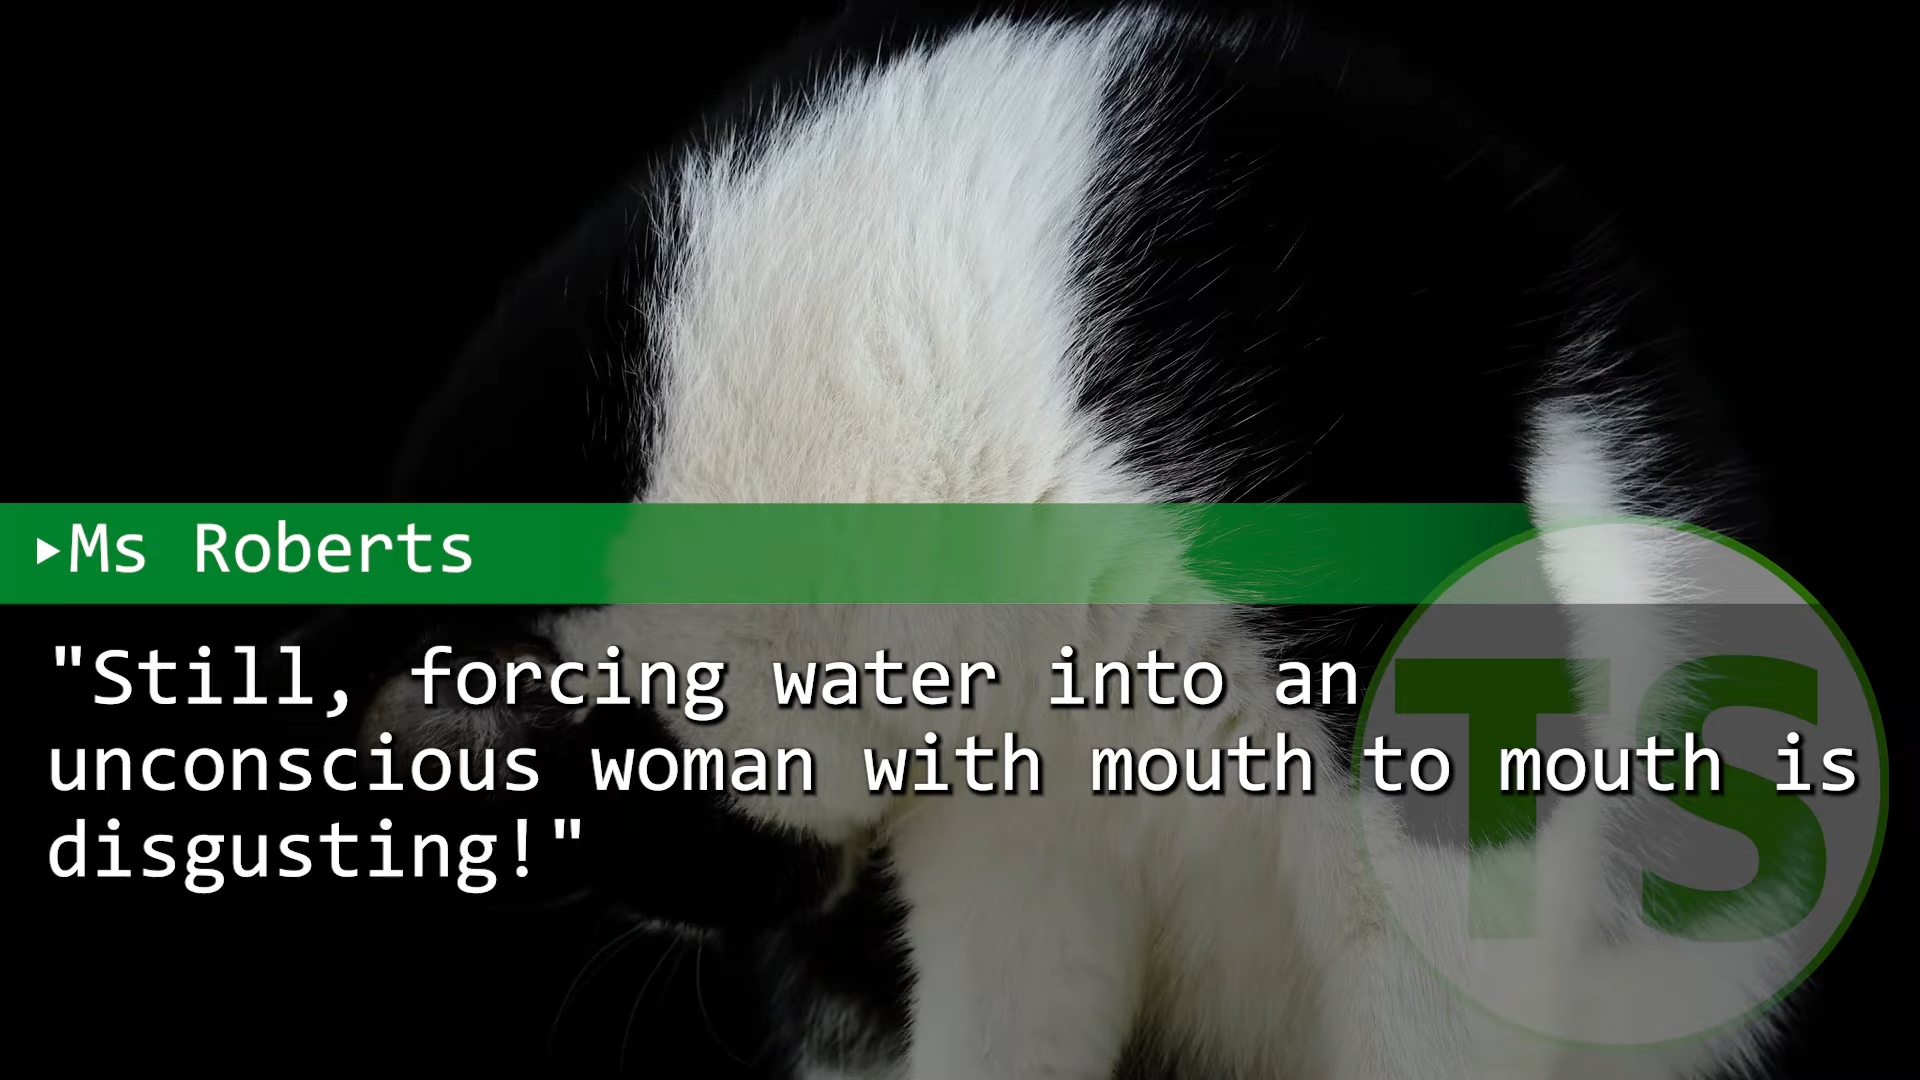 ▶Ms Roberts
"Still, forcing water into an
unconscious woman with mouth to mouth is
disgusting!"
TS